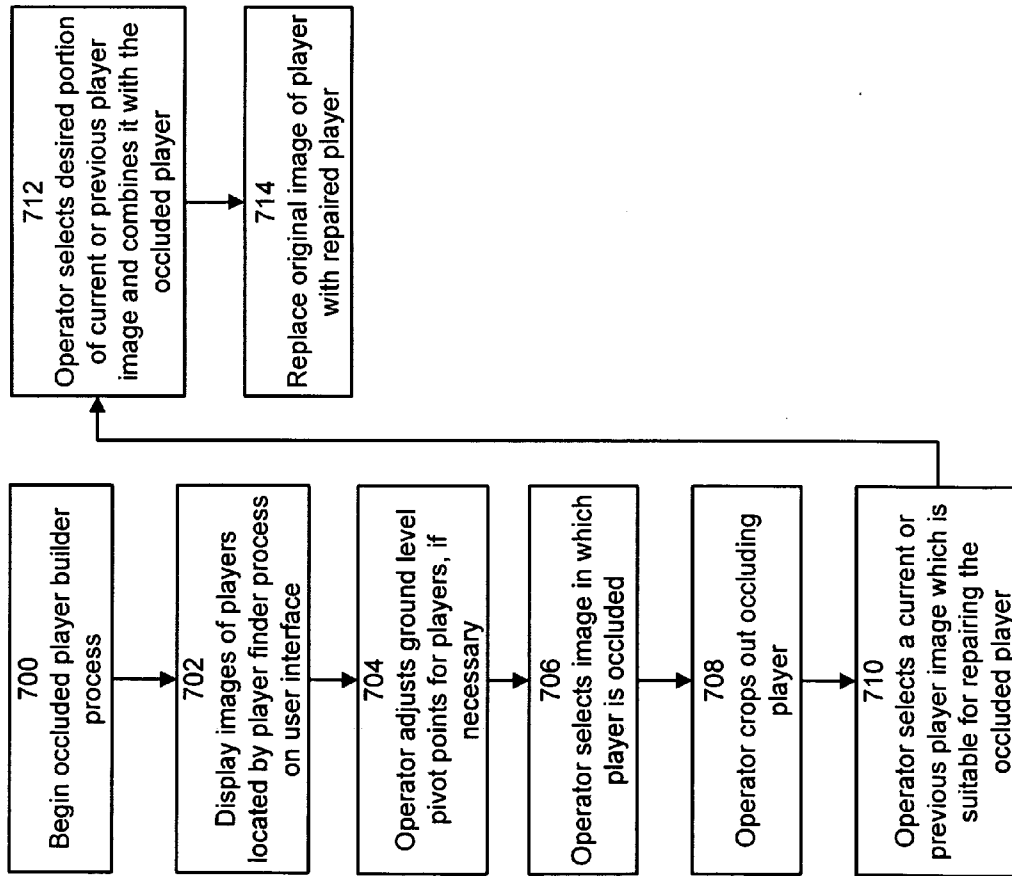 700
Begin occluded player builder
process
702
Display images of players
located by player finder process
on user interface
704
Operator adjusts ground level
pivot points for players, if
necessary
706
Operator selects image in which
player is occluded
708
Operator crops out occluding
player
710
Operator selects a current or
previous player image which is
suitable for repairing the
occluded player
712
Operator selects desired portion
of current or previous player
image and combines it with the
occluded player
714
Replace original image of player
with repaired player